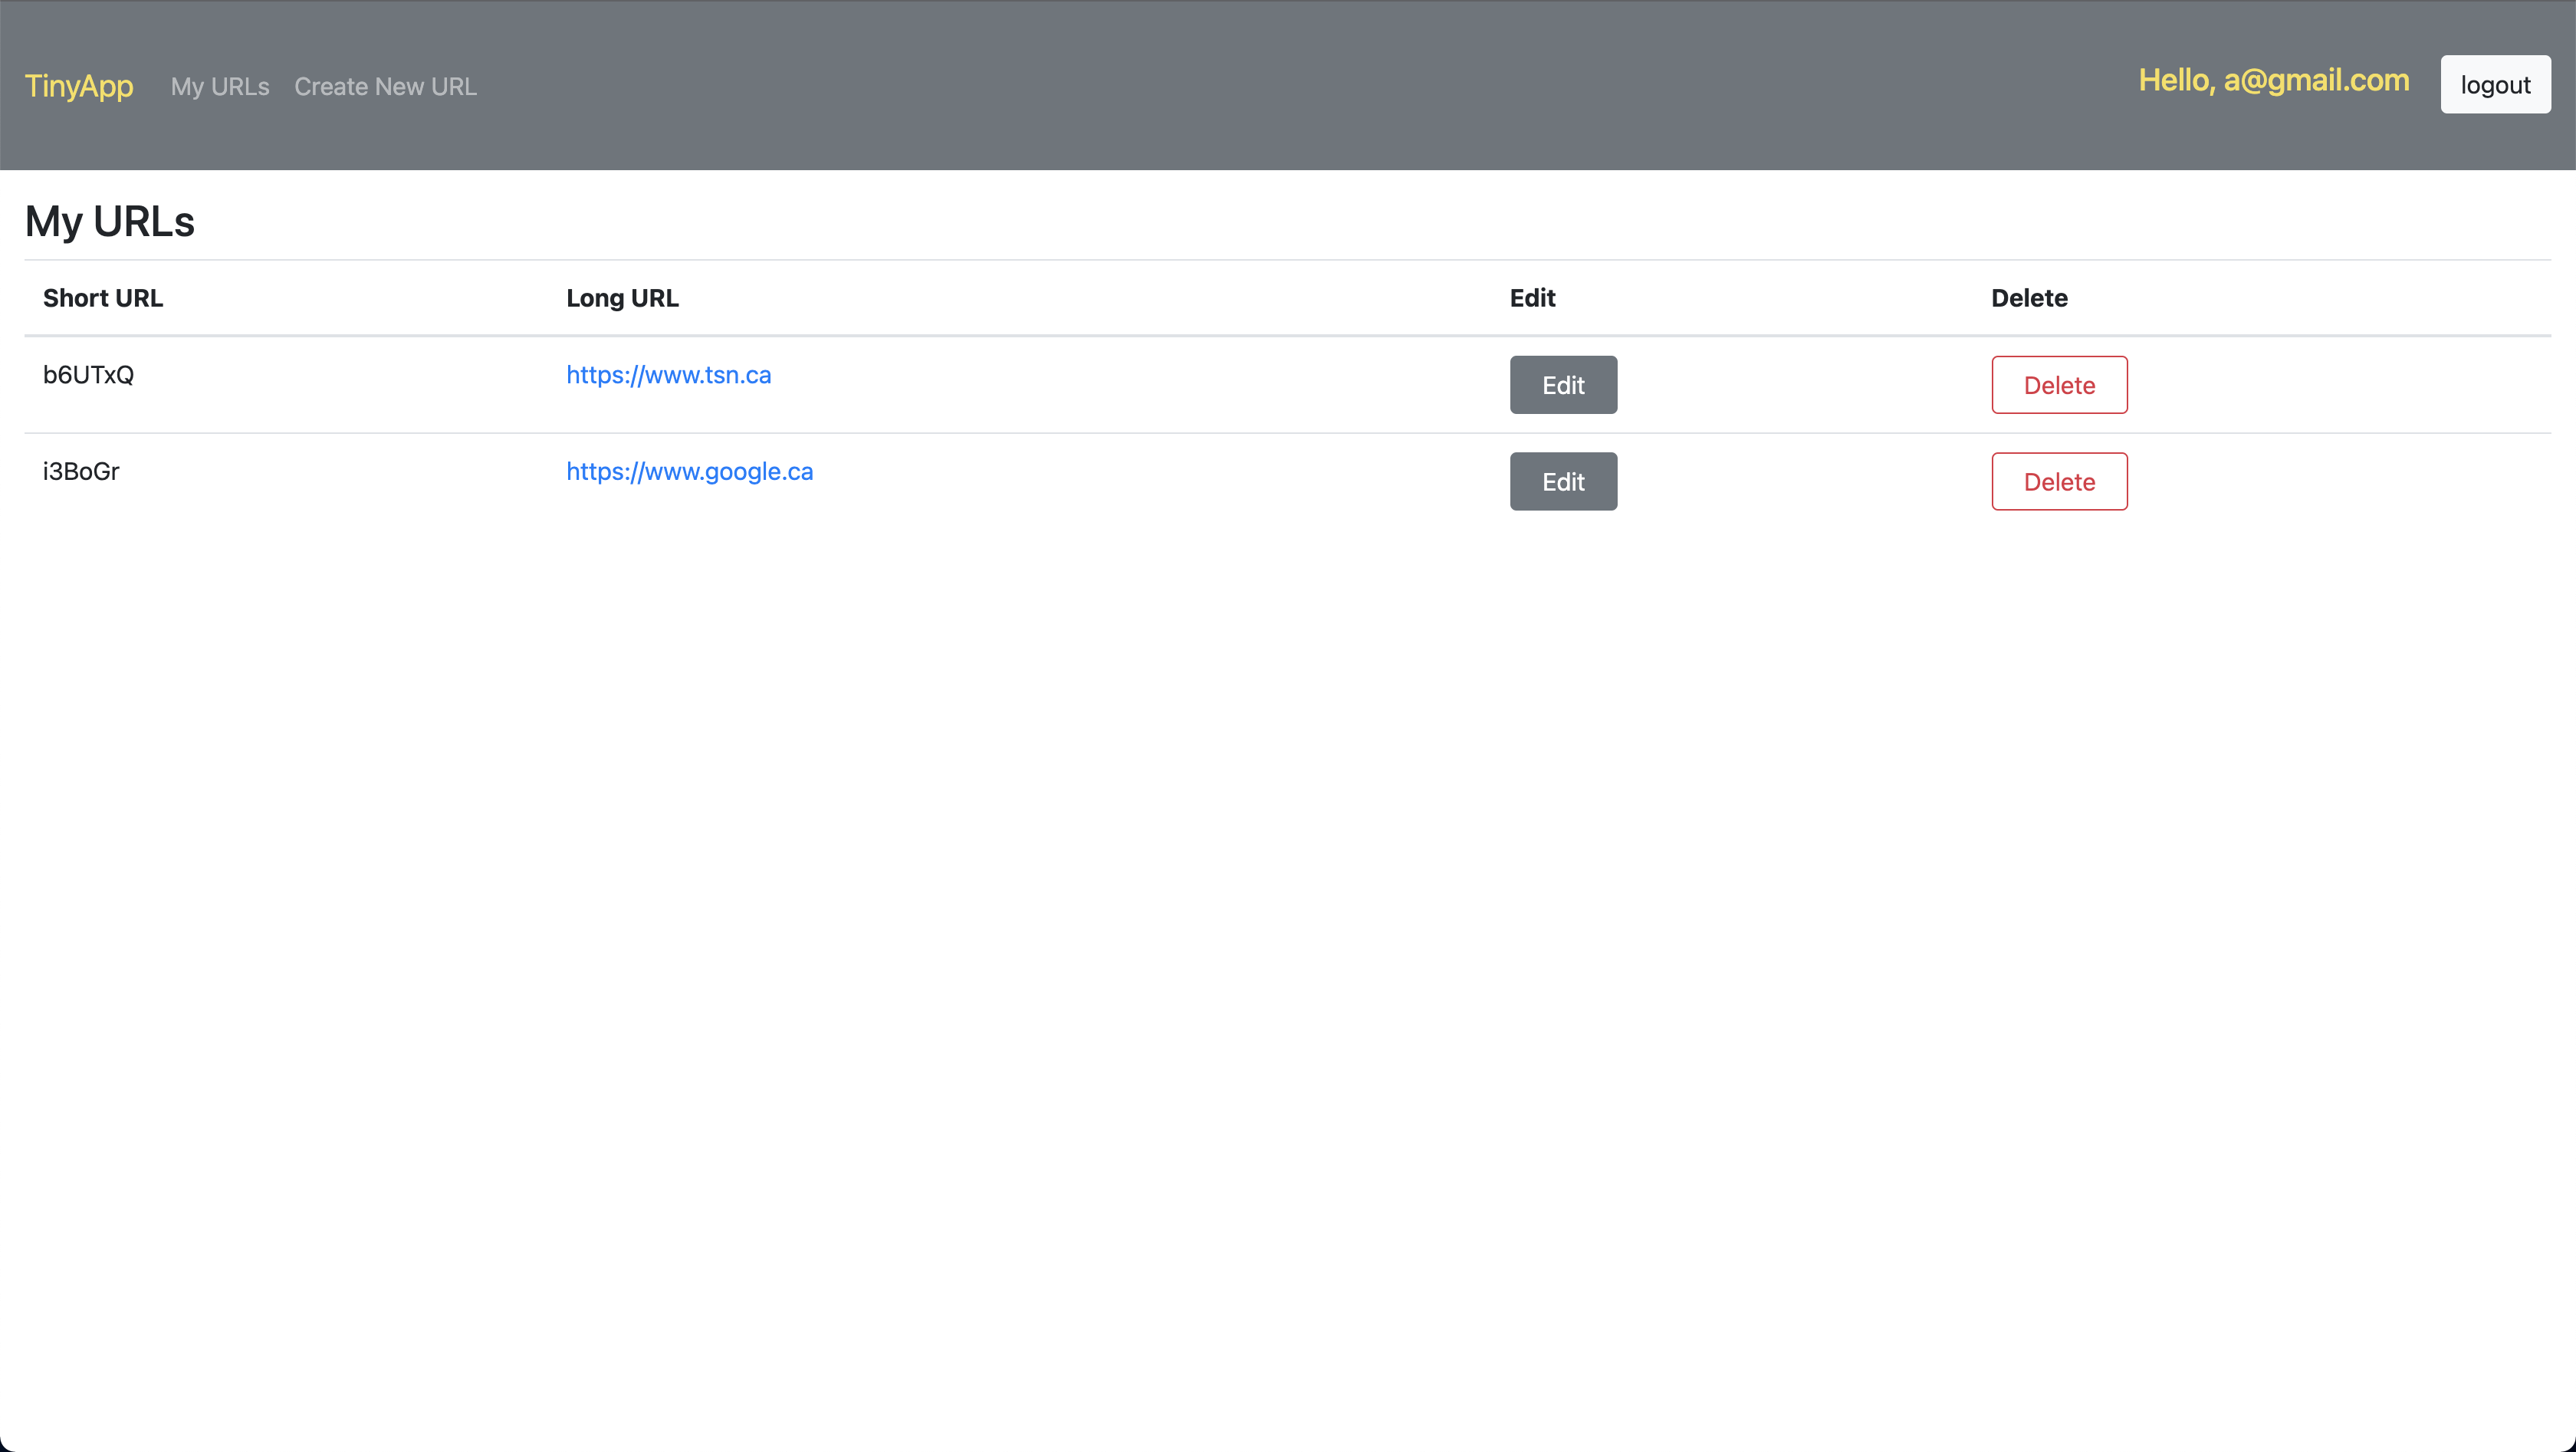 TinyApp My URLs Create New URL Hello, a@gmail.com logout
My URLs
Short URL Long URL Edit Delete
b6UTxQ https://www.tsn.ca Edit Delete
i3BoGr https://www.google.ca Edit Delete